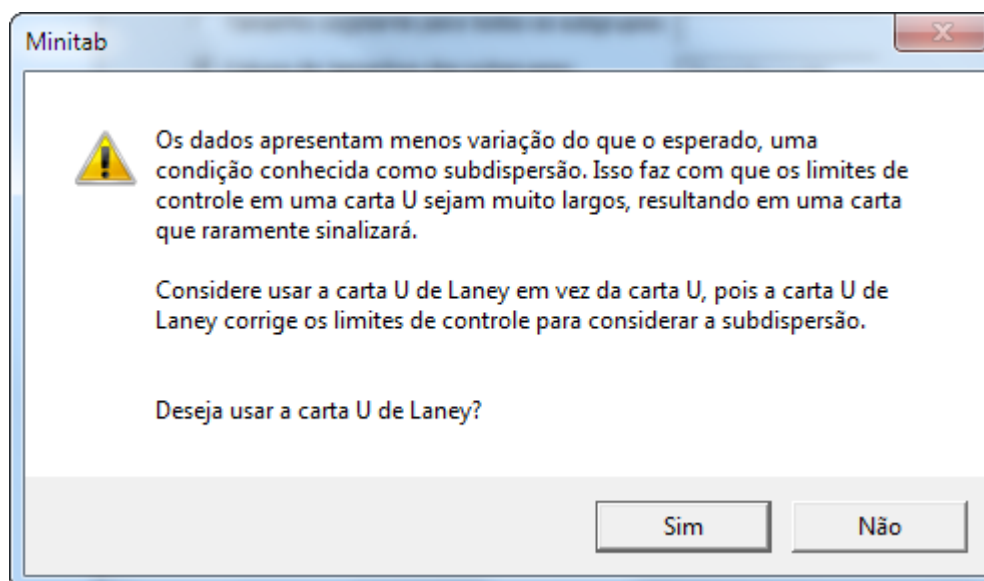 Minitab
Os dados apresentam menos variação do que o esperado, uma
condição conhecida como subdispersão. Isso faz com que os limites de
controle em uma carta U sejam muito largos, resultando em uma carta
que raramente sinalizará.
Considere usar a carta U de Laney em vez da carta U, pois a carta U de
Laney corrige os limites de controle para considerar a subdispersão.
Deseja usar a carta U de Laney?
Sim
Não